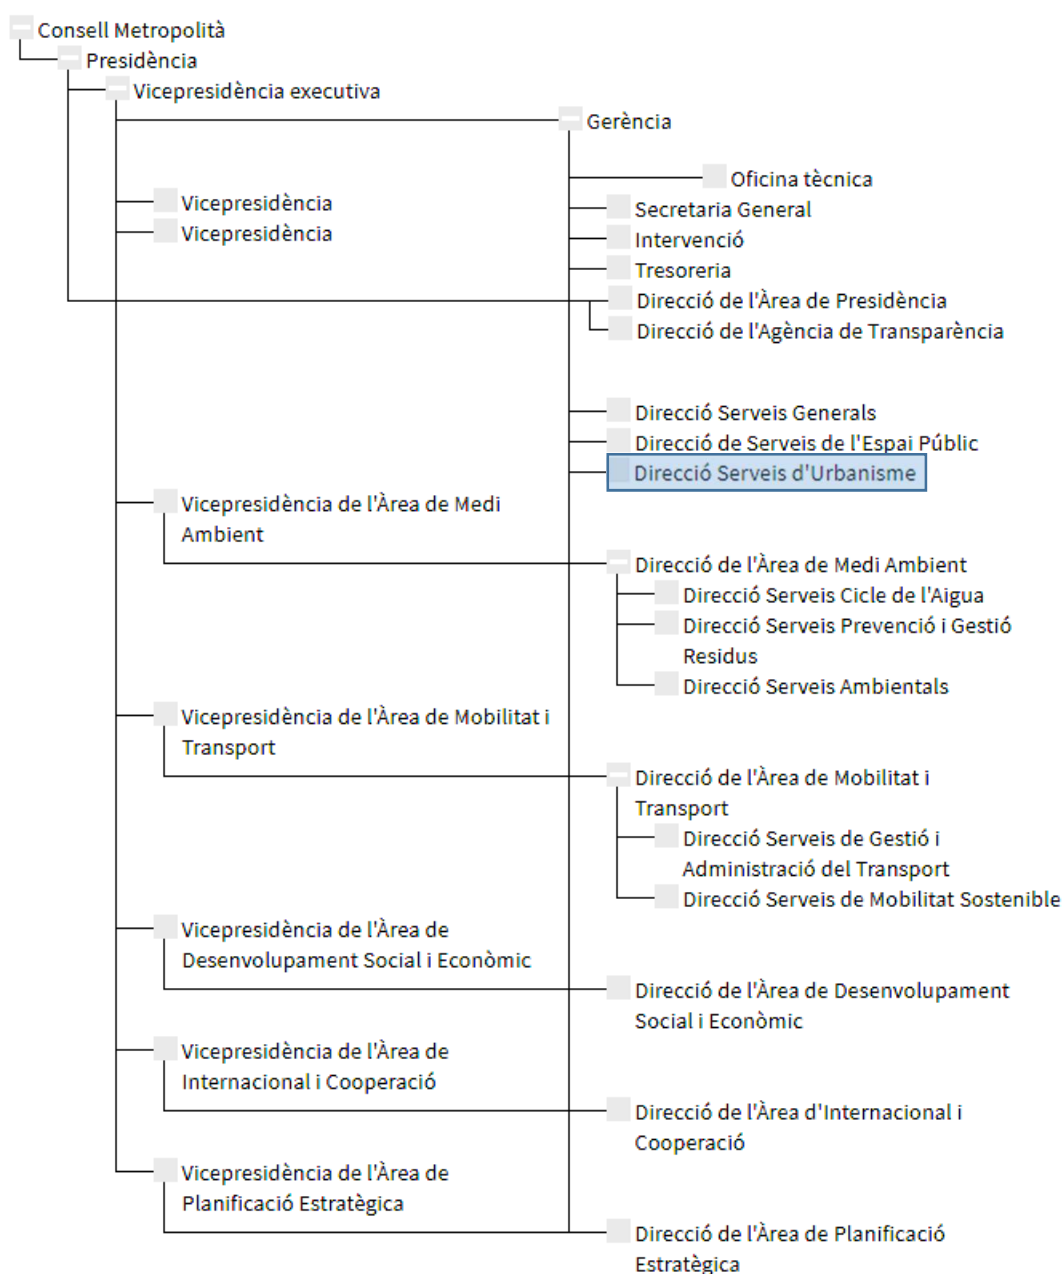 Consell Metropolità
Presidència
Vicepresidència executiva
Gerència
Oficina tècnica
Vicepresidència
Secretaria General
Vicepresidència
Intervenció
Tresoreria
Direcció de l'Àrea de Presidència
Direcció de l'Agència de Transparència
Direcció Serveis Generals
Direcció de Serveis de l'Espai Públic
Direcció Serveis d'Urbanisme
Vicepresidència de l'Àrea de Medi
Ambient
Direcció de l'Àrea de Medi Ambient
Direcció Serveis Cicle de l'Aigua
Direcció Serveis Prevenció i Gestió
Residus
Direcció Serveis Ambientals
Vicepresidència de l'Àrea de Mobilitat i
Transport
Direcció de l'Àrea de Mobilitat i
Transport
Direcció Serveis de Gestió i
Administració del Transport
Direcció Serveis de Mobilitat Sostenible
Vicepresidència de l'Àrea de
Desenvolupament Social i Econòmic
Direcció de l'Àrea de Desenvolupament
Social i Econòmic
Vicepresidència de l'Àrea de
Internacional i Cooperació
Direcció de l'Àrea d'Internacional i
Cooperació
Vicepresidència de l'Àrea de
Planificació Estratègica
Direcció de l'Àrea de Planificació
Estratègica